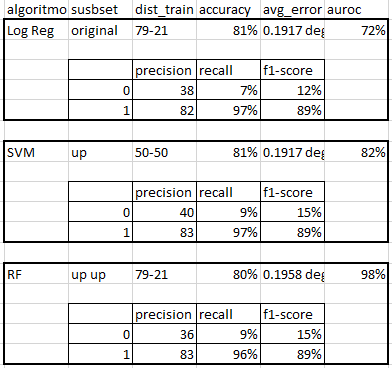 algoritmo susbset dist_train accuracy avg_error auroc
Log Reg original 79-21 81% 0.1917 deg 72%
precision recall f1-score
0 38 7% 12%
1 82 97% 89%
SVM up 50-50 81% 0.1917 deg 82%
precision recall f1-score
0 40 9% 15%
1 83 97% 89%
RF up up 79-21 80% 0.1958 deg 98%
precision recall f1-score
0 36 9% 15%
1 83 96% 89%